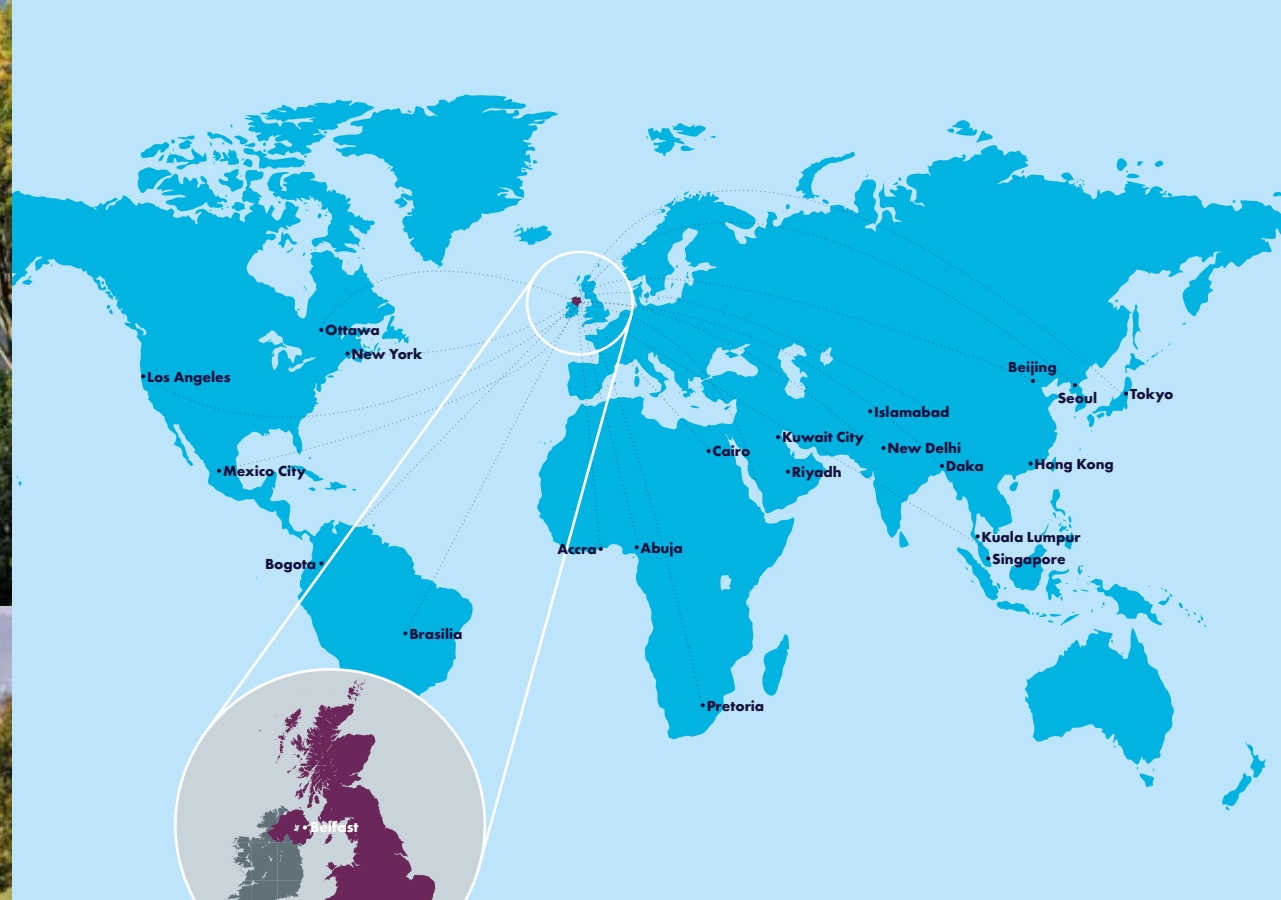 Ottawa
New York
Los Angeles
Mexico City
Bogota
Brasilia
Accra
Abuja
Pretoria
Cairo
Kuwait City
Riyadh
Islamabad
New Delhi
Daka
Beijing
Seoul
Tokyo
Hong Kong
Kuala Lumpur
Singapore
Belfast